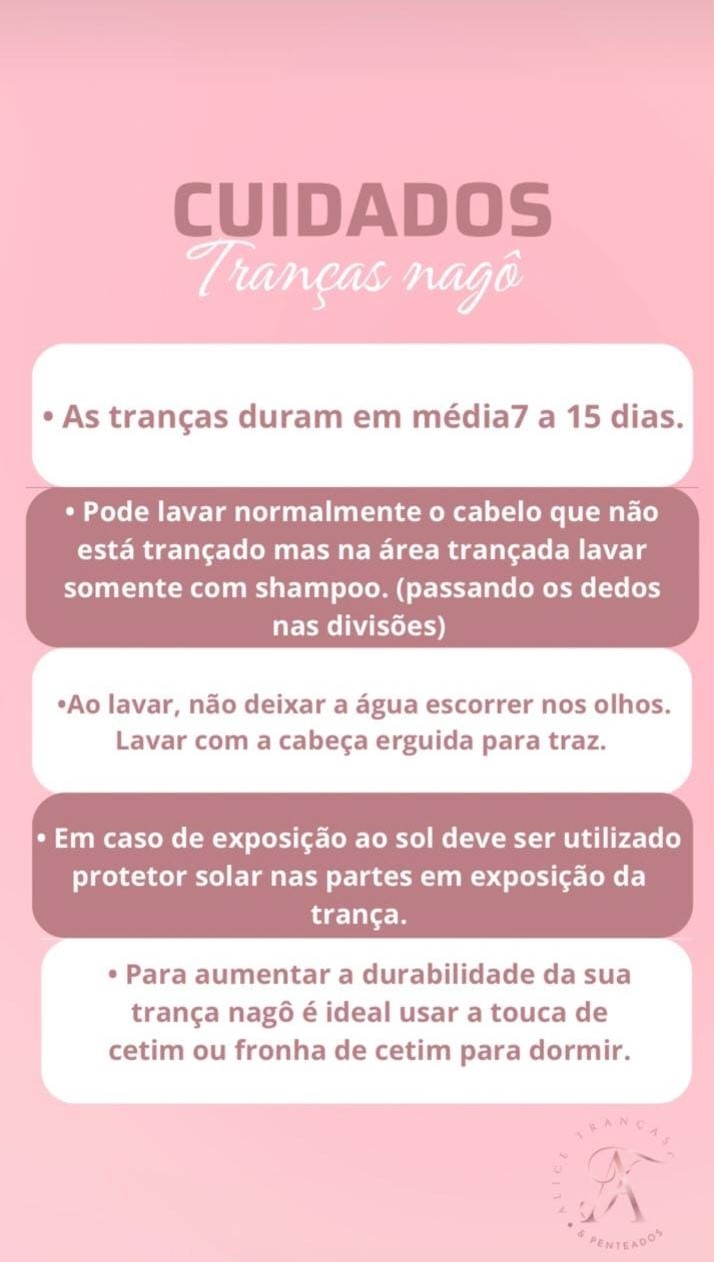 CUIDADOS
Tranças nagô
• As tranças duram em média7 a 15 dias.
• Pode lavar normalmente o cabelo que não
está trançado mas na área trançada lavar
somente com shampoo. (passando os dedos
nas divisões)
•Ao lavar, não deixar a água escorrer nos olhos.
Lavar com a cabeça erguida para traz.
• Em caso de exposição ao sol deve ser utilizado
protetor solar nas partes em exposição da
trança.
• Para aumentar a durabilidade da sua
trança nagô é ideal usar a touca de
cetim ou fronha de cetim para dormir.
ALICE TRANÇAS
& PENTEADOS